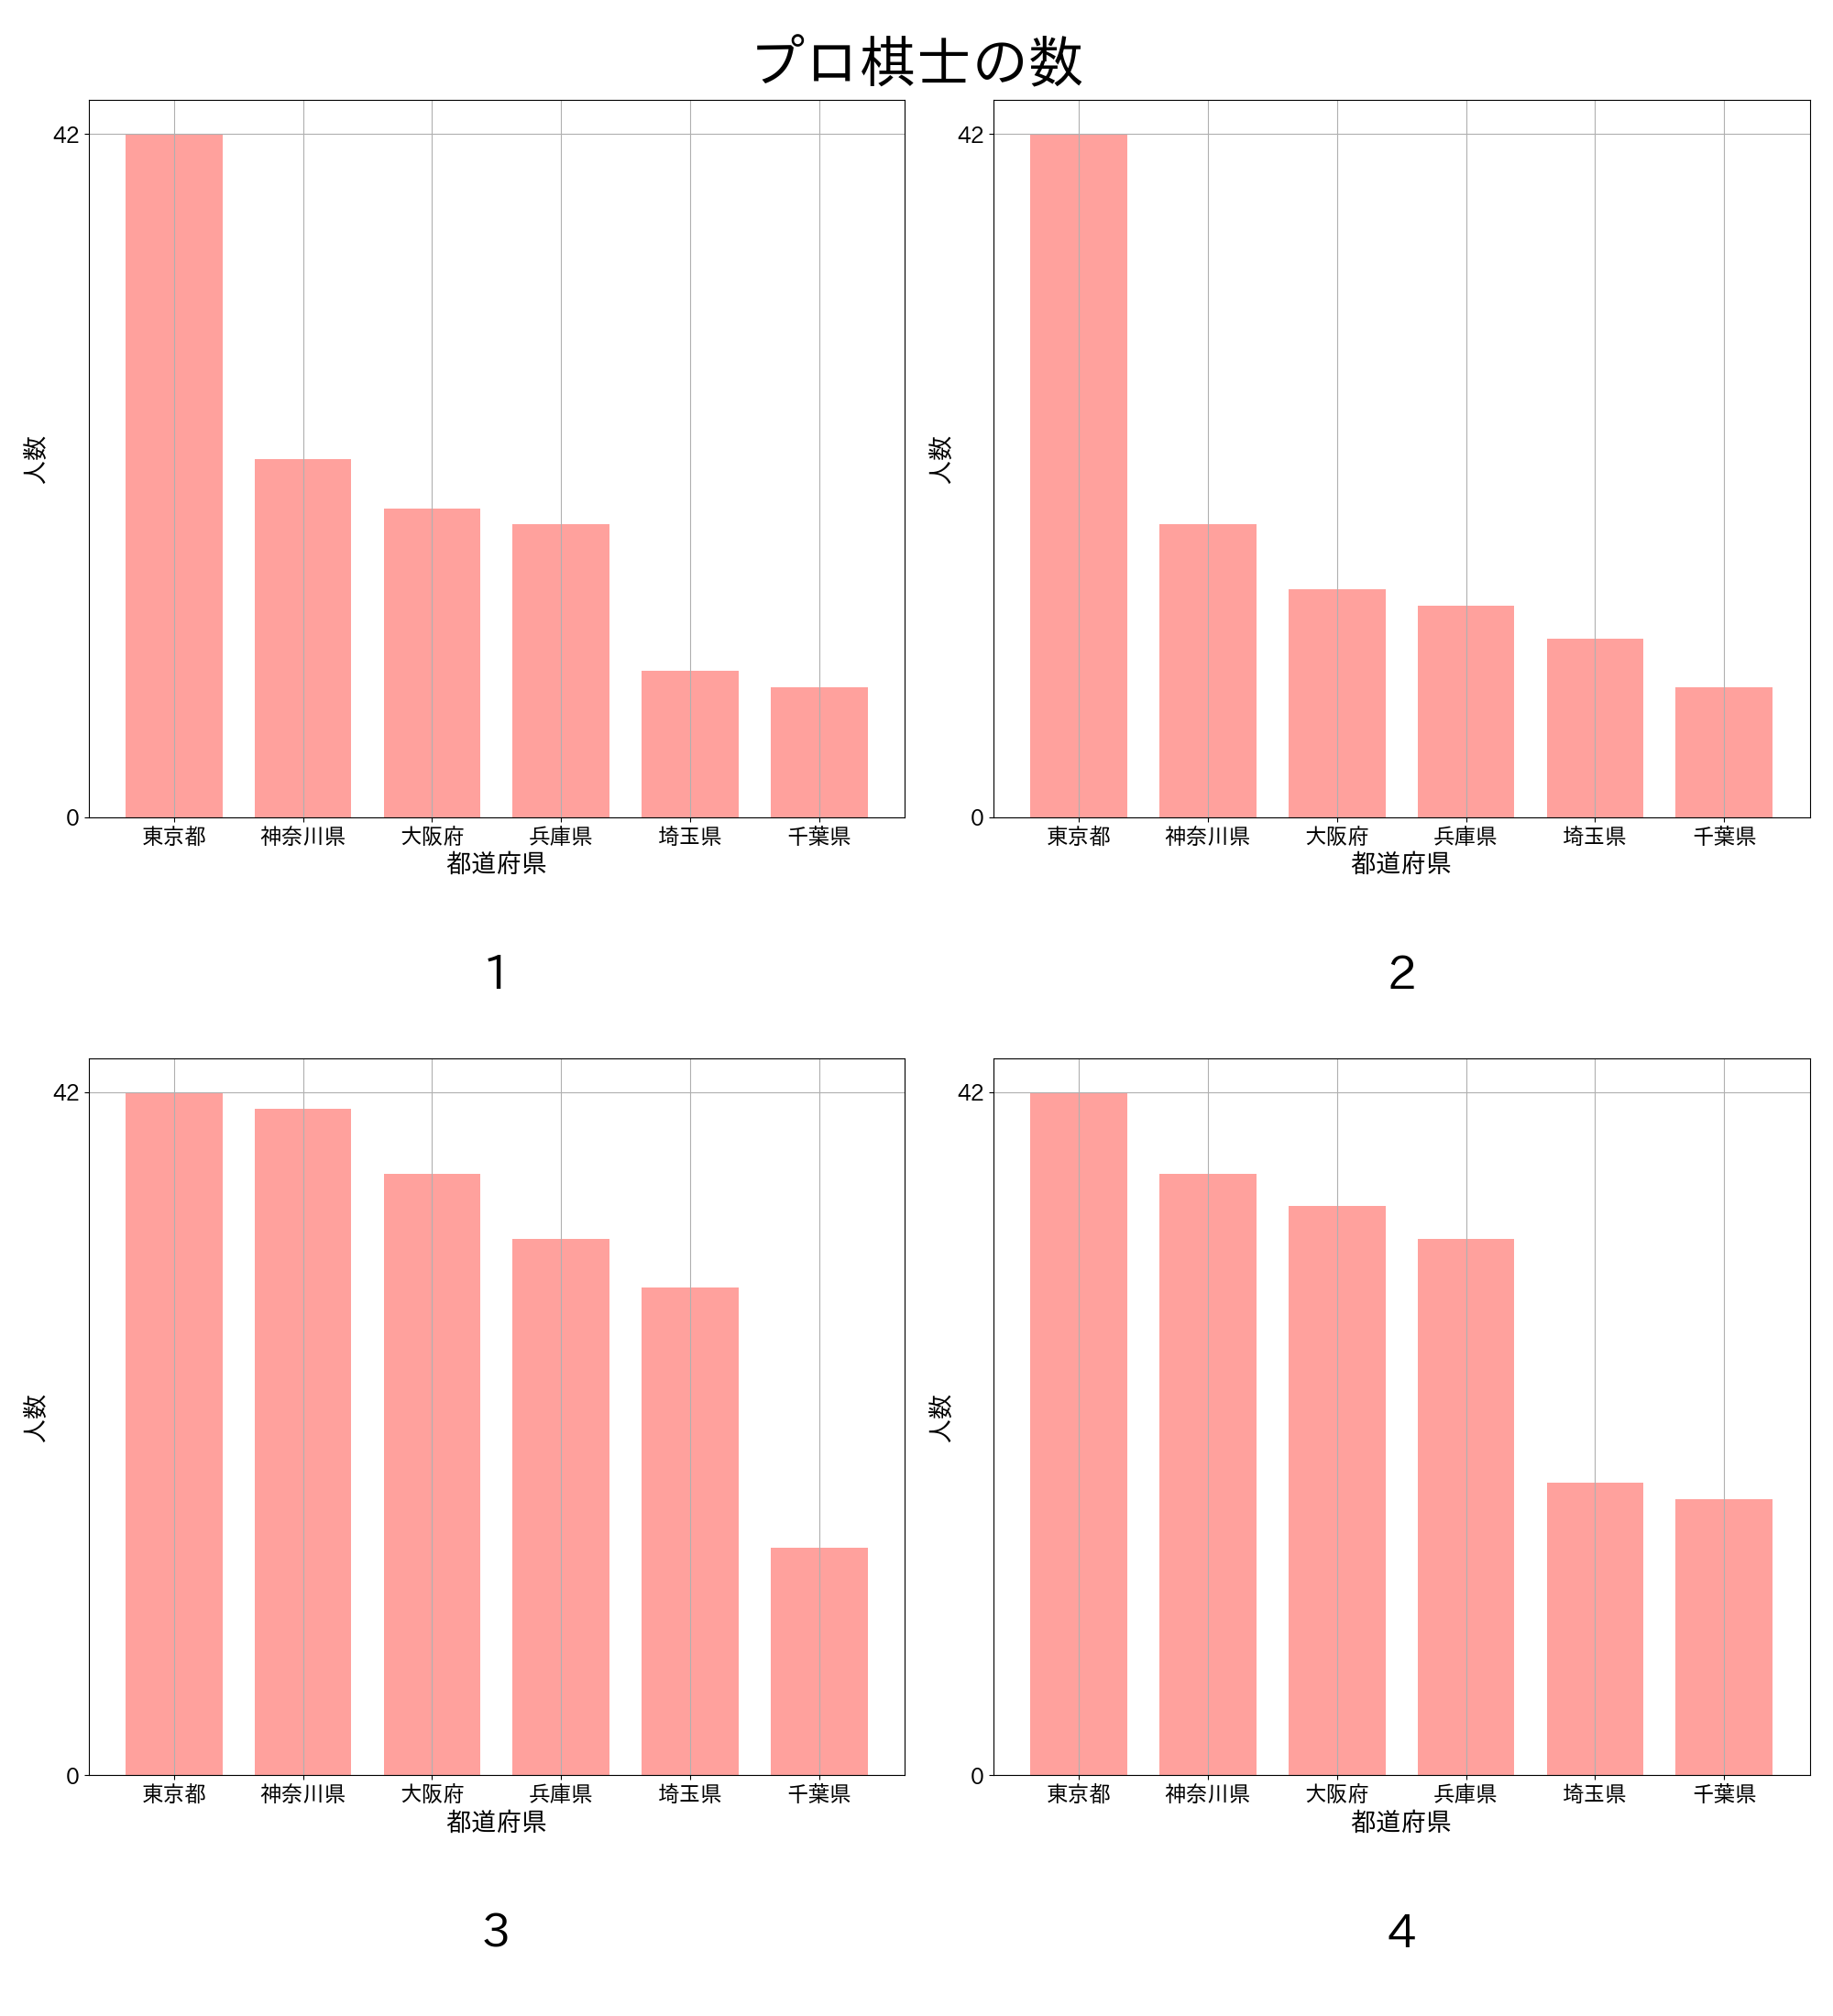 プロ棋士の数
42
0
人数
東京都 神奈川県 大阪府 兵庫県 埼玉県 千葉県
都道府県
1
42
0
人数
東京都 神奈川県 大阪府 兵庫県 埼玉県 千葉県
都道府県
2
42
0
人数
東京都 神奈川県 大阪府 兵庫県 埼玉県 千葉県
都道府県
3
42
0
人数
東京都 神奈川県 大阪府 兵庫県 埼玉県 千葉県
都道府県
4